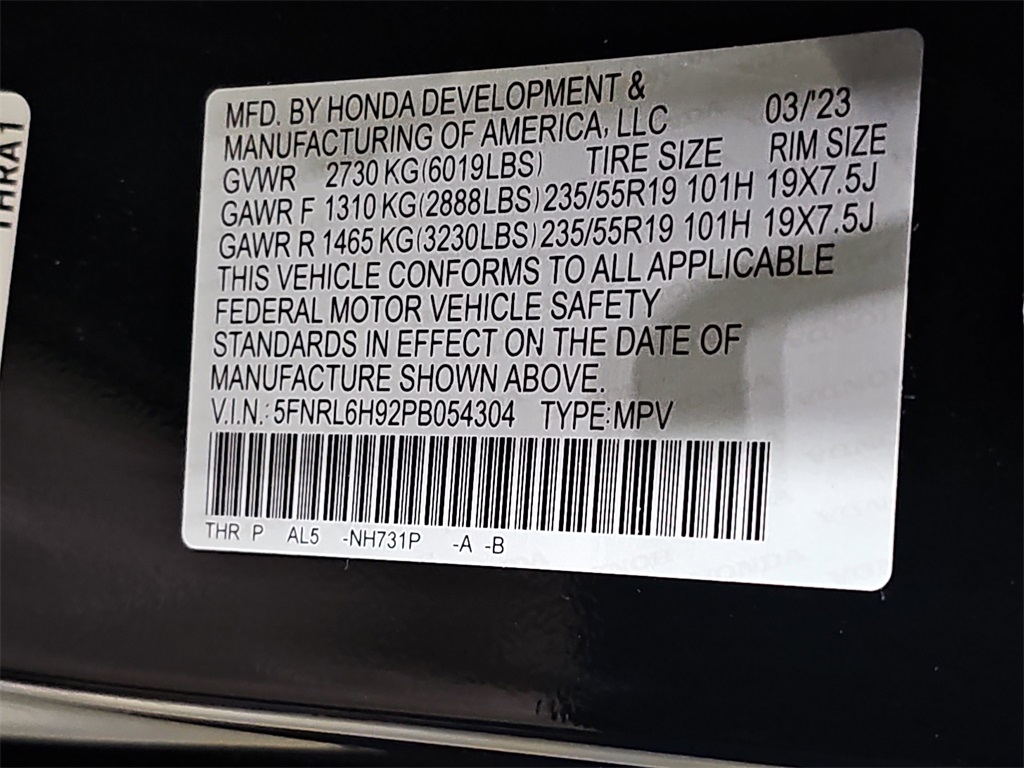 THRA1
MFD. BY HONDA DEVELOPMENT &
MANUFACTURING OF AMERICA, LLC 03/'23
GVWR 2730 KG(6019LBS) TIRE SIZE RIM SIZE
GAWR F 1310 KG(2888LBS) 235/55R19 101H 19X7.5J
GAWR R 1465 KG(3230LBS) 235/55R19 101H 19X7.5J
THIS VEHICLE CONFORMS TO ALL APPLICABLE
FEDERAL MOTOR VEHICLE SAFETY
STANDARDS IN EFFECT ON THE DATE OF
MANUFACTURE SHOWN ABOVE.
V.I.N.: 5FNRL6H92PB054304 TYPE:MPV
THR P AL5 -NH731P -A -B